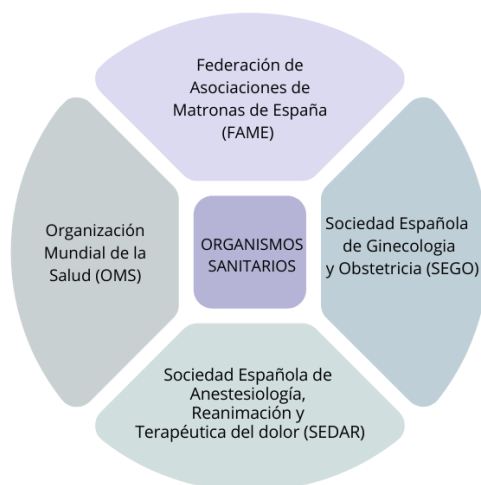 Federación de
Asociaciones de
Matronas de España
(FAME)
Organización
Mundial de la
Salud (OMS)
ORGANISMOS
SANITARIOS
Sociedad Española
de Ginecologia
y Obstetricia (SEGO)
Sociedad Española de
Anestesiología,
Reanimación y
Terapéutica del dolor (SEDAR)